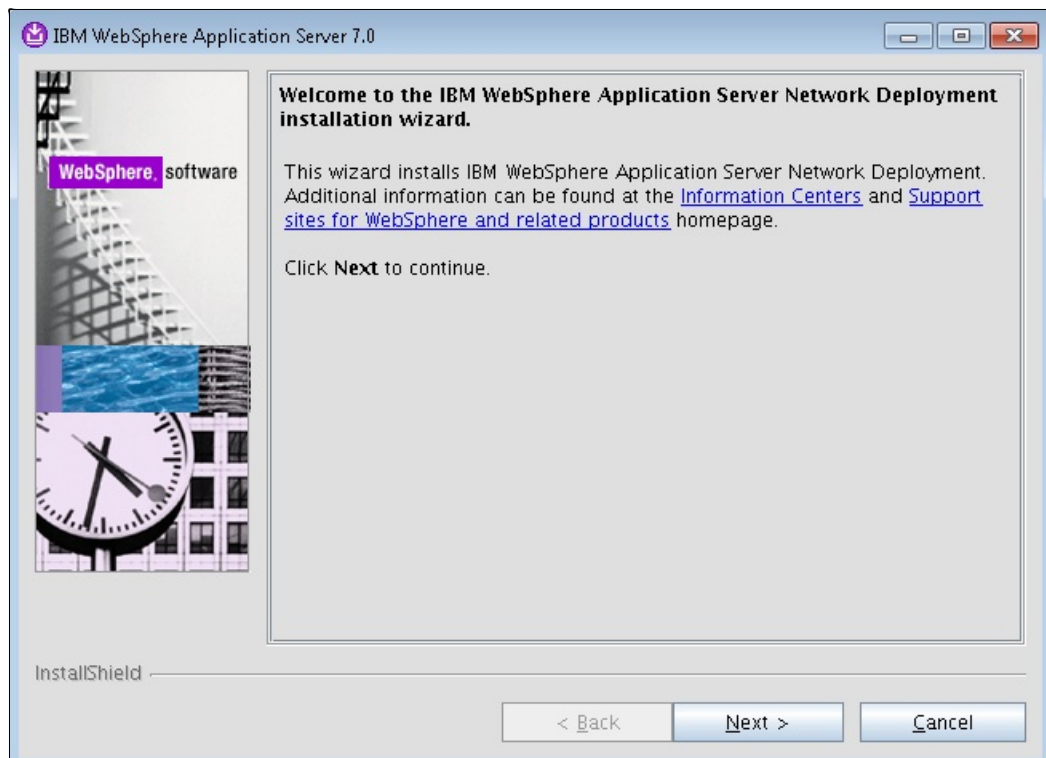 IBM WebSphere Application Server 7.0
WebSphere. software
Welcome to the IBM WebSphere Application Server Network Deployment
installation wizard.
This wizard installs IBM WebSphere Application Server Network Deployment.
Additional information can be found at the Information Centers and Support
sites for WebSphere and related products homepage.
Click Next to continue.
InstallShield
< Back
Next >
Cancel